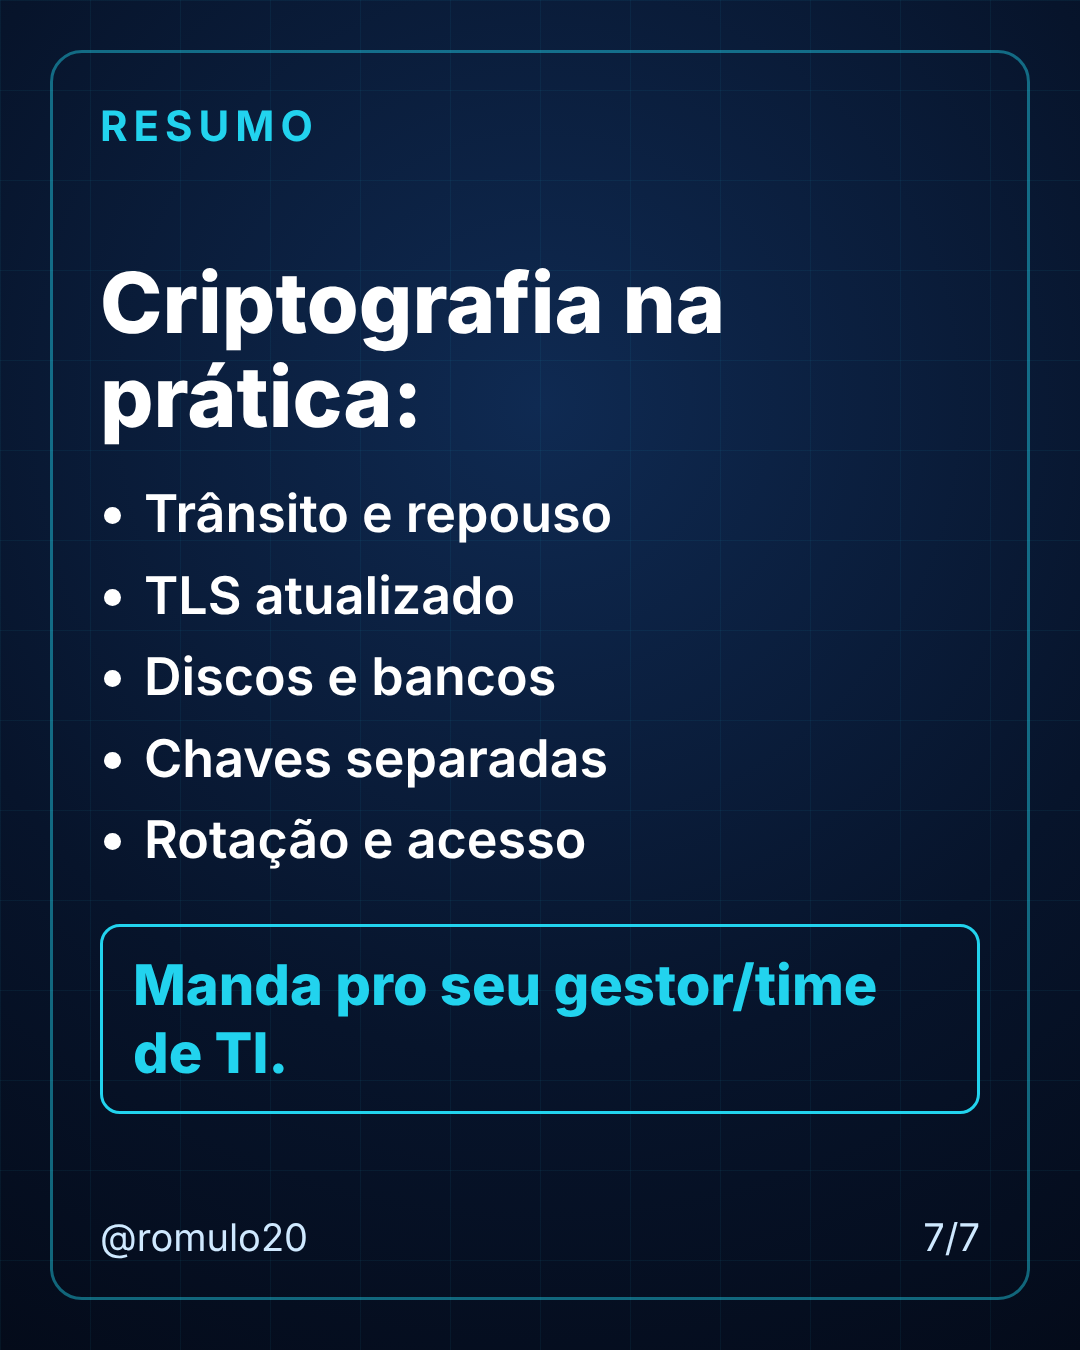 RESUMO
Criptografia na
prática:
• Trânsito e repouso
• TLS atualizado
• Discos e bancos
• Chaves separadas
• Rotação e acesso
Manda pro seu gestor/time
de TI.
@romulo20
7/7